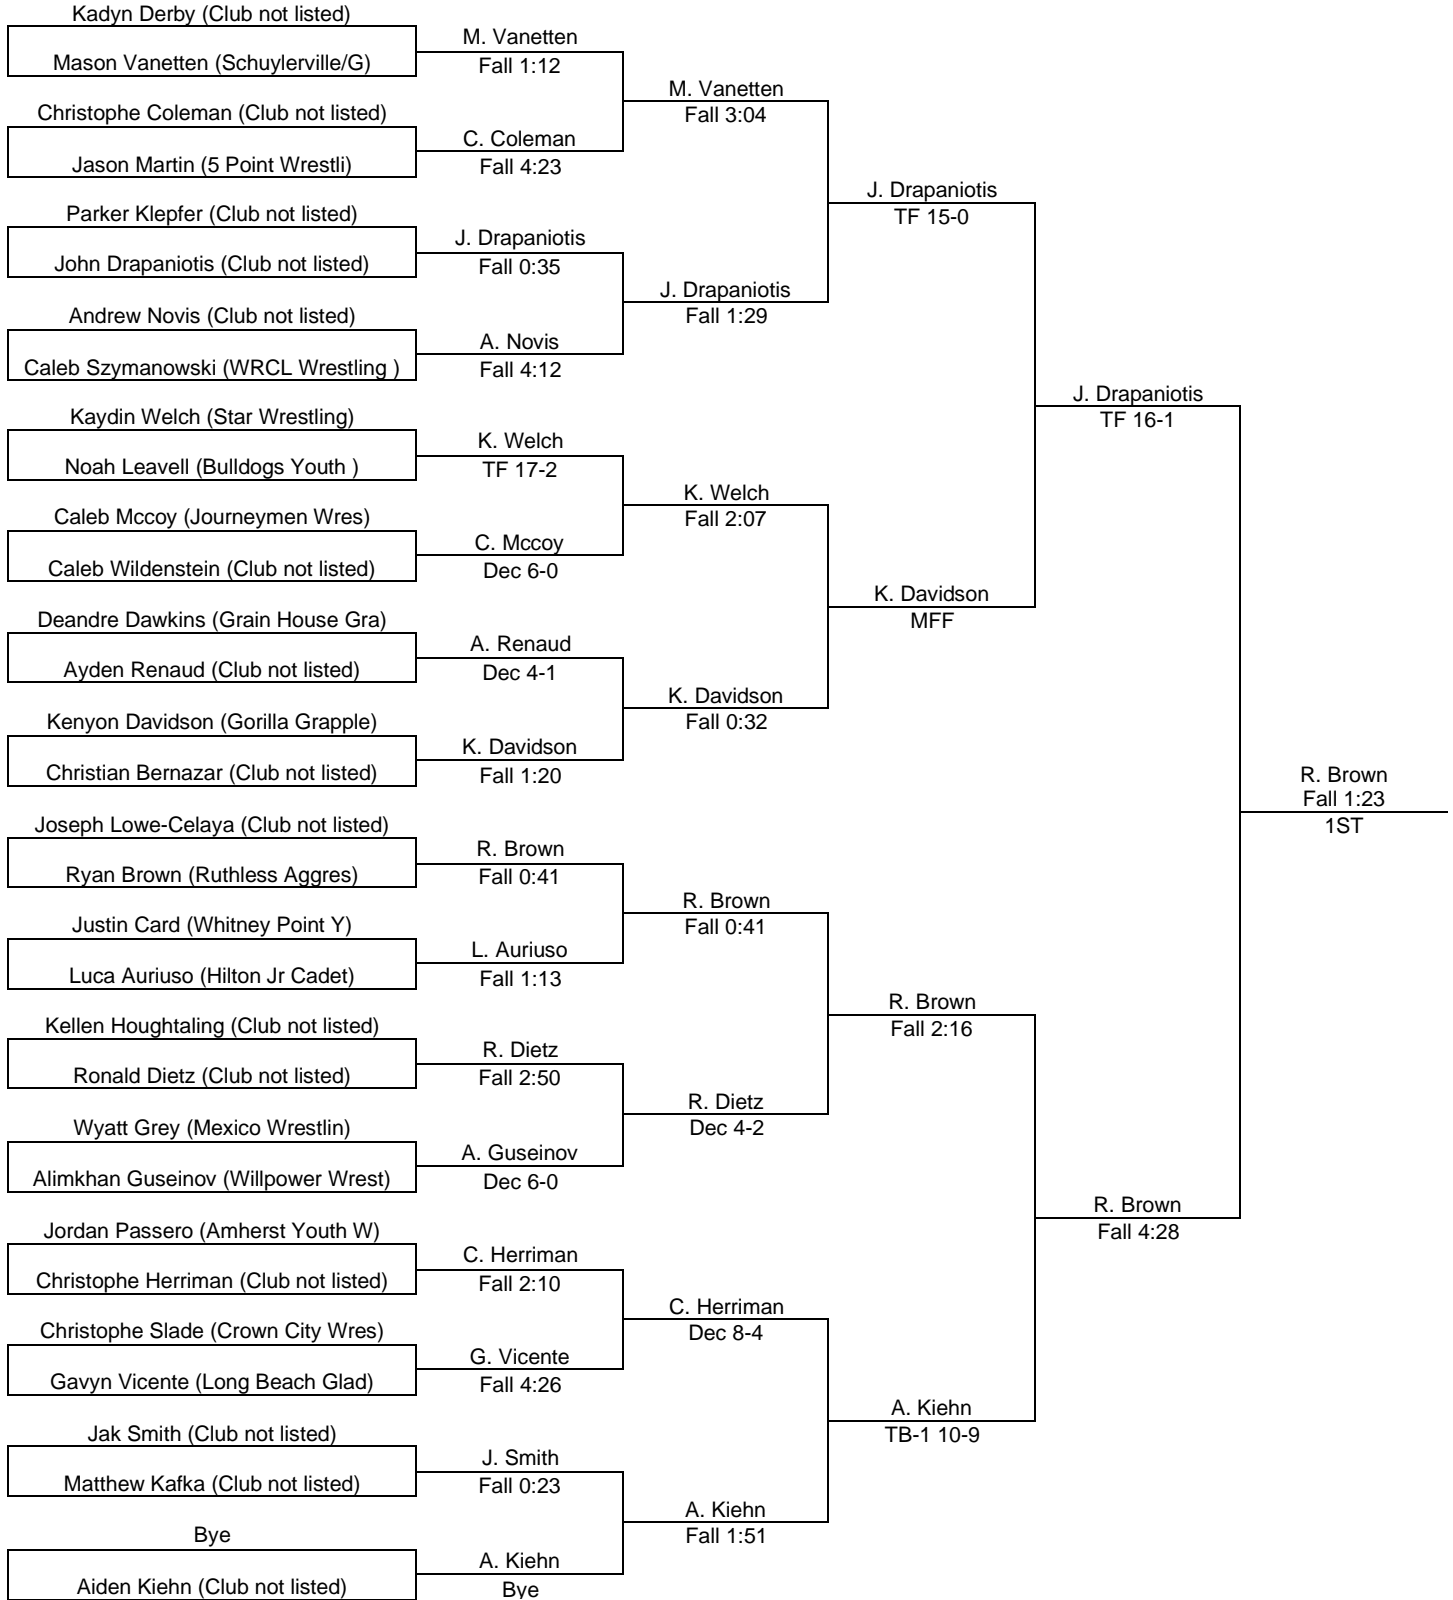 Kadyn Derby (Club not listed)
Mason Vanetten (Schuylerville/G)
Christophe Coleman (Club not listed)
Jason Martin (5 Point Wrestli)
Parker Klepfer (Club not listed)
John Drapaniotis (Club not listed)
Andrew Novis (Club not listed)
Caleb Szymanowski (WRCL Wrestling )
Kaydin Welch (Star Wrestling)
Noah Leavell (Bulldogs Youth )
Caleb Mccoy (Journeymen Wres)
Caleb Wildenstein (Club not listed)
Deandre Dawkins (Grain House Gra)
Ayden Renaud (Club not listed)
Kenyon Davidson (Gorilla Grapple)
Christian Bernazar (Club not listed)
Joseph Lowe-Celaya (Club not listed)
Ryan Brown (Ruthless Aggres)
Justin Card (Whitney Point Y)
Luca Auriuso (Hilton Jr Cadet)
Kellen Houghtaling (Club not listed)
Ronald Dietz (Club not listed)
Wyatt Grey (Mexico Wrestlin)
Alimkhan Guseinov (Willpower Wrest)
Jordan Passero (Amherst Youth W)
Christophe Herriman (Club not listed)
Christophe Slade (Crown City Wres)
Gavyn Vicente (Long Beach Glad)
Jak Smith (Club not listed)
Matthew Kafka (Club not listed)
Bye
Aiden Kiehn (Club not listed)
M. Vanetten
Fall 1:12
C. Coleman
Fall 4:23
J. Drapaniotis
Fall 0:35
A. Novis
Fall 4:12
K. Welch
TF 17-2
C. Mccoy
Dec 6-0
A. Renaud
Dec 4-1
K. Davidson
Fall 1:20
R. Brown
Fall 0:41
L. Auriuso
Fall 1:13
R. Dietz
Fall 2:50
A. Guseinov
Dec 6-0
C. Herriman
Fall 2:10
G. Vicente
Fall 4:26
J. Smith
Fall 0:23
A. Kiehn
Bye
M. Vanetten
Fall 3:04
J. Drapaniotis
Fall 1:29
K. Welch
Fall 2:07
K. Davidson
Fall 0:32
R. Brown
Fall 0:41
R. Dietz
Dec 4-2
C. Herriman
Dec 8-4
A. Kiehn
Fall 1:51
J. Drapaniotis
TF 15-0
K. Davidson
MFF
R. Brown
Fall 2:16
A. Kiehn
TB-1 10-9
J. Drapaniotis
TF 16-1
R. Brown
Fall 4:28
R. Brown
Fall 1:23
1ST